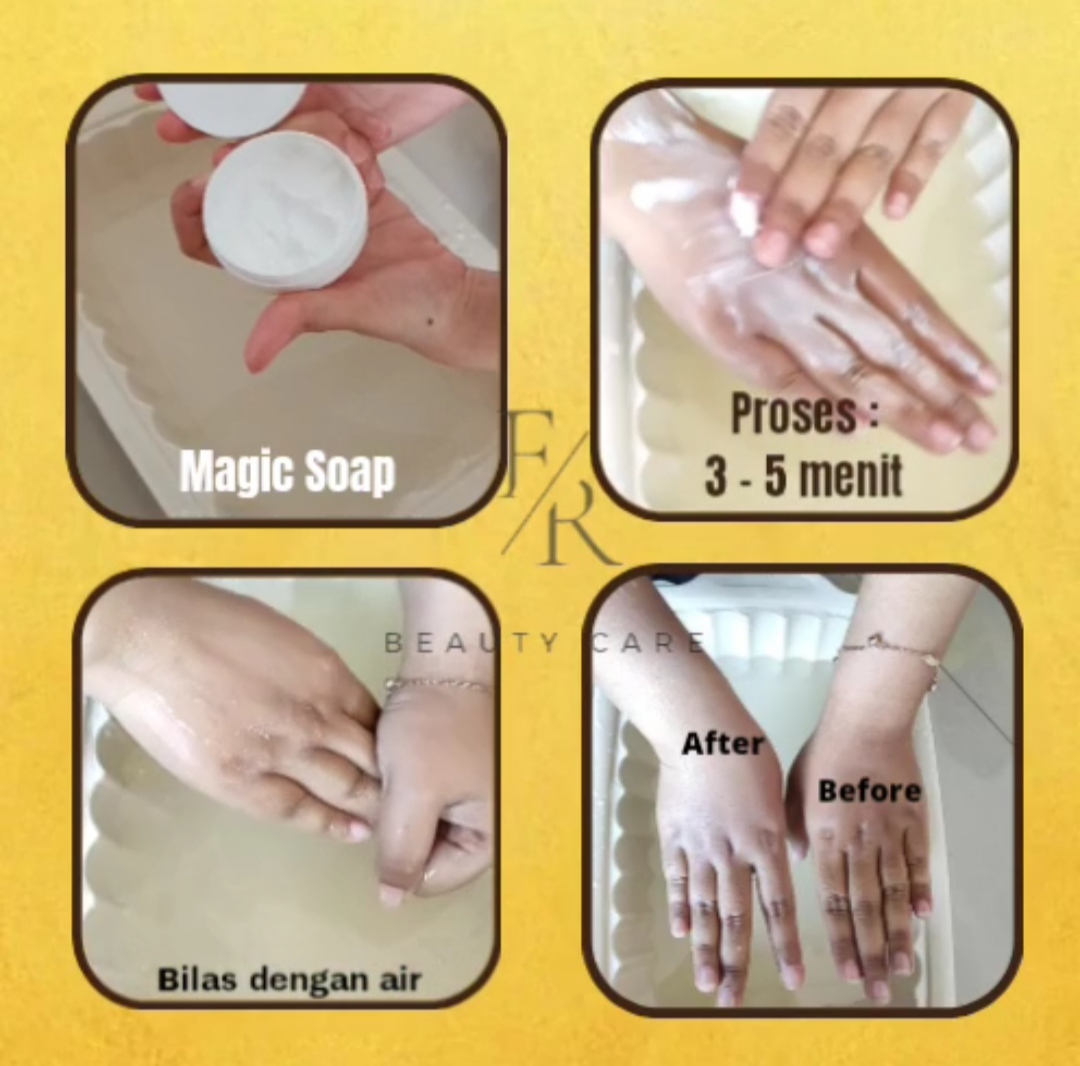 Magic Soap
Proses :
3 - 5 menit
F/R
BEAUTY CARE
After
Before
Bilas dengan air